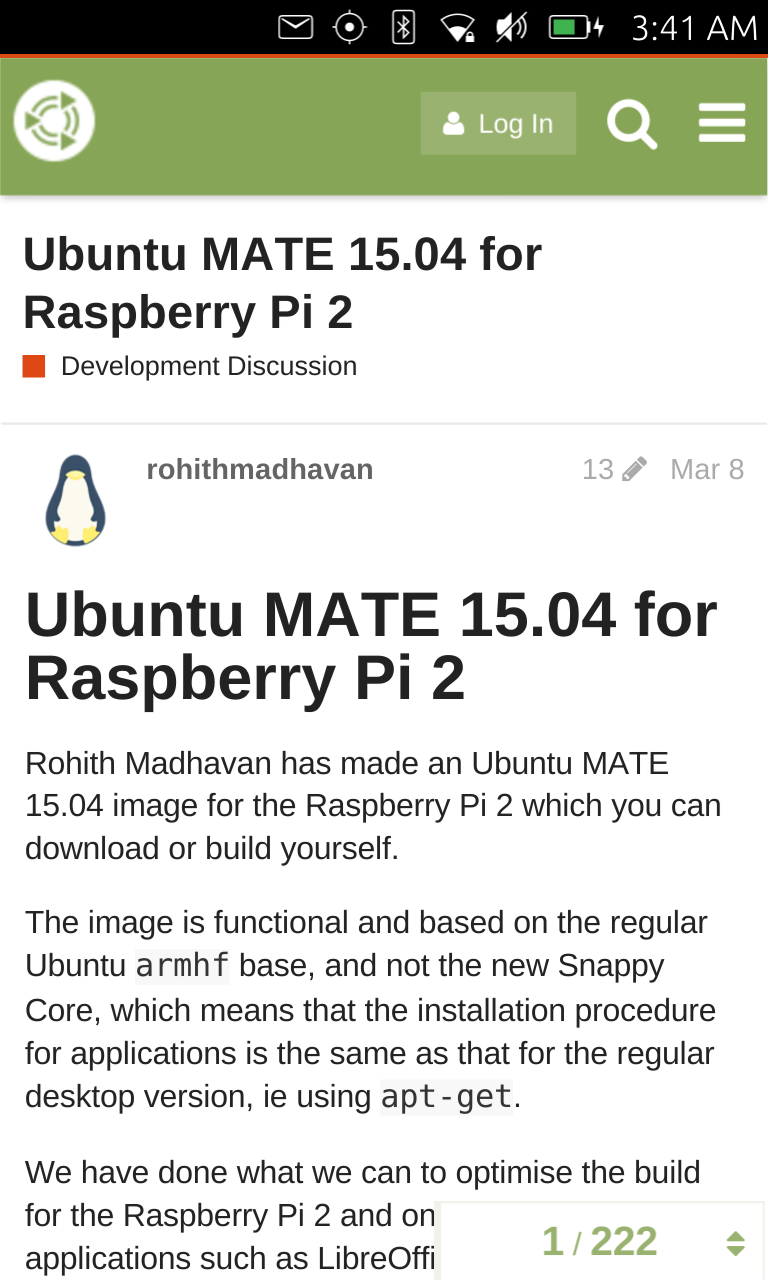 3:41 AM
Log In
Ubuntu MATE 15.04 for
Raspberry Pi 2
Development Discussion
rohithmadhavan 13 Mar 8
Ubuntu MATE 15.04 for
Raspberry Pi 2
Rohith Madhavan has made an Ubuntu MATE
15.04 image for the Raspberry Pi 2 which you can
download or build yourself.
The image is functional and based on the regular
Ubuntu armhf base, and not the new Snappy
Core, which means that the installation procedure
for applications is the same as that for the regular
desktop version, ie using apt-get.
We have done what we can to optimise the build
for the Raspberry Pi 2 and on
applications such as LibreOffi
1 / 222